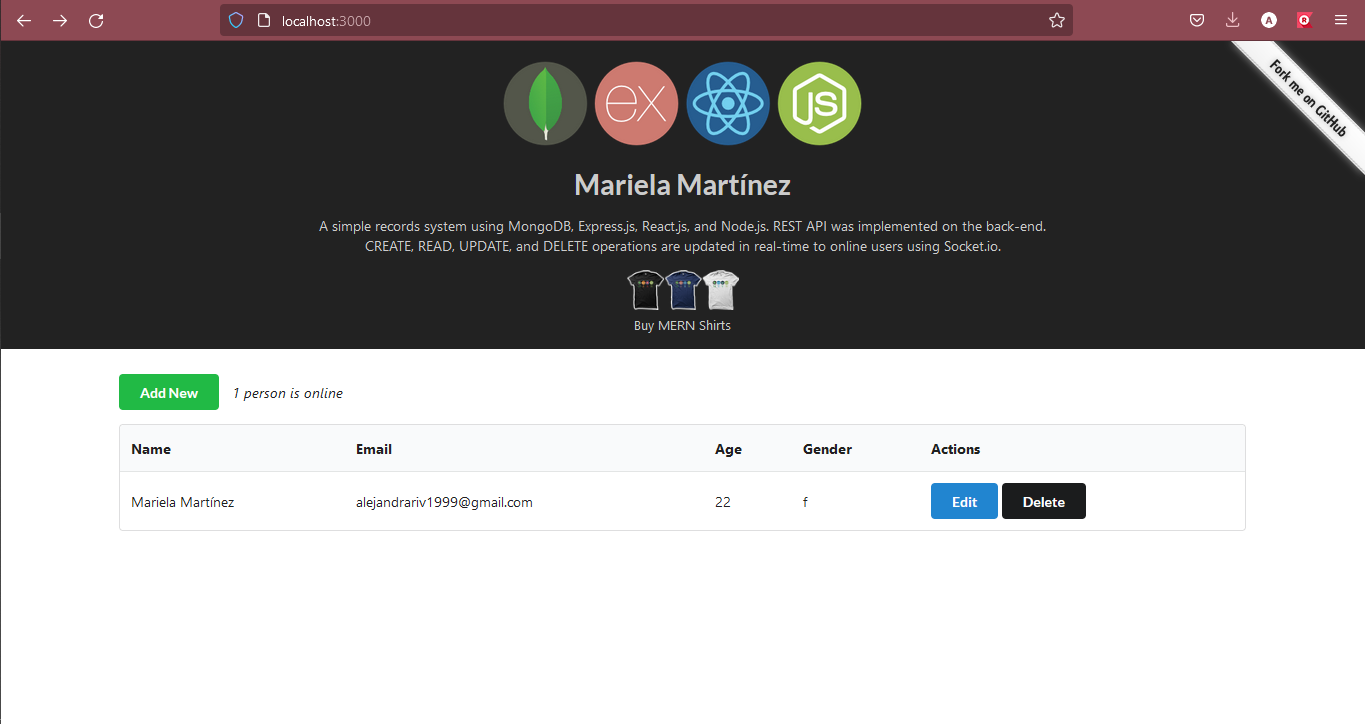 localhost:3000
Fork me on GitHub
ex
JS
Mariela Martínez
A simple records system using MongoDB, Express.js, React.js, and Node.js. REST API was implemented on the back-end.
CREATE, READ, UPDATE, and DELETE operations are updated in real-time to online users using Socket.io.
Buy MERN Shirts
Add New 1 person is online
Name Email Age Gender Actions
Mariela Martínez alejandrariv1999@gmail.com 22 f Edit Delete